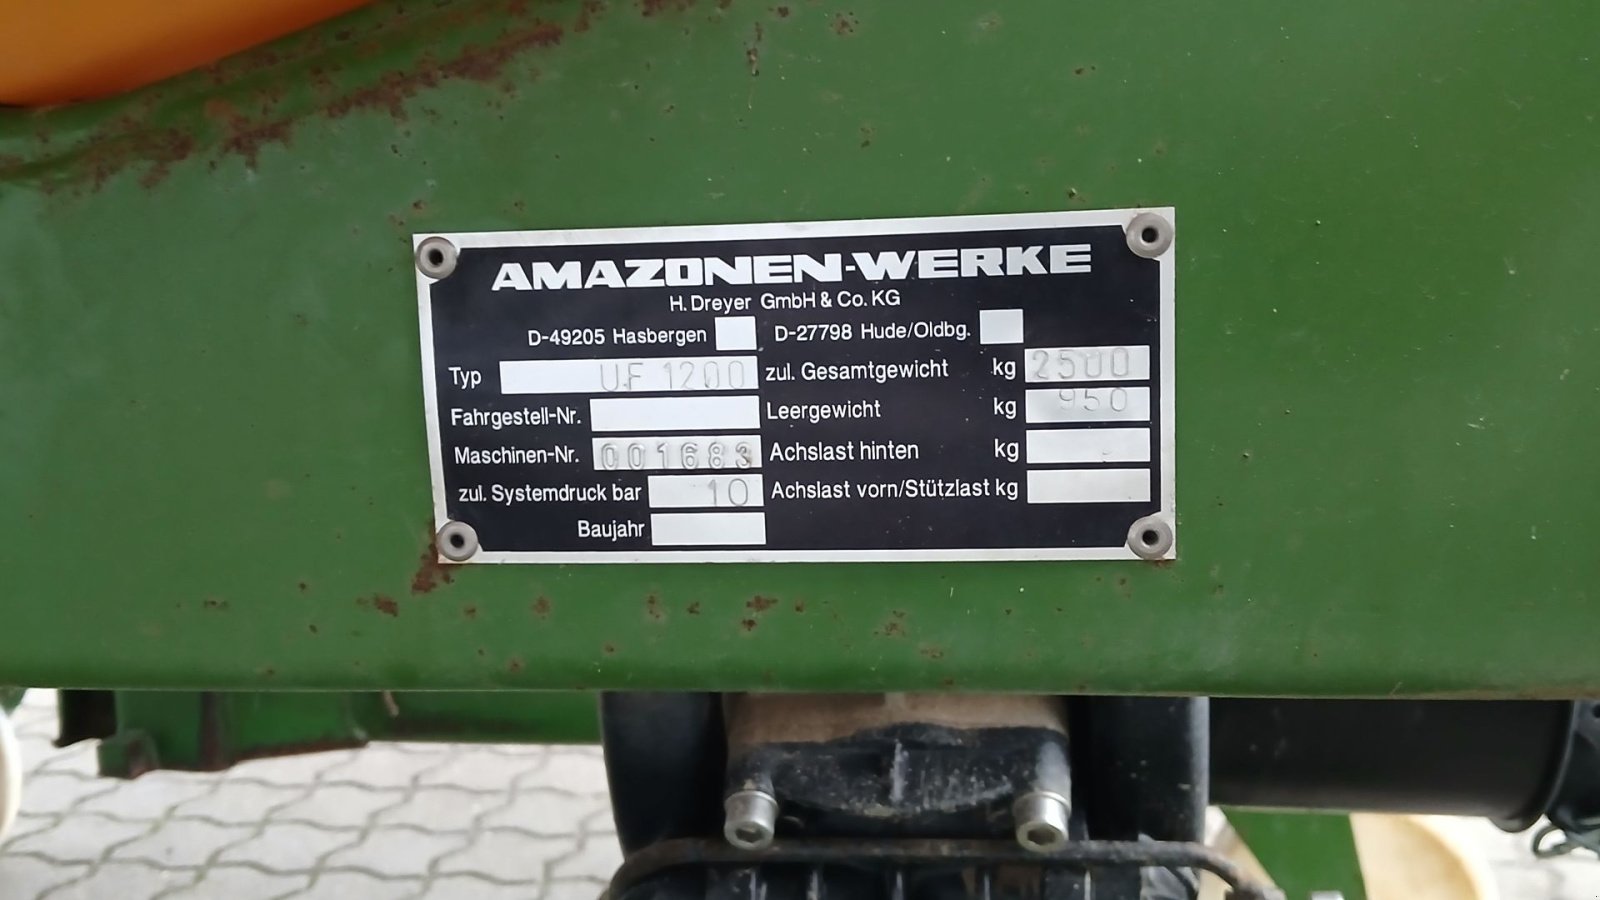 AMAZONEN-WERKE
H. Dreyer GmbH & Co. KG
D-49205 Hasbergen D-27798 Hude/Oldbg.
Typ UF 1200 zul. Gesamtgewicht kg 2500
Fahrgestell-Nr. Leergewicht kg 950
Maschinen-Nr. 001683 Achslast hinten kg
zul. Systemdruck bar 10 Achslast vorn/Stützlast kg
Baujahr